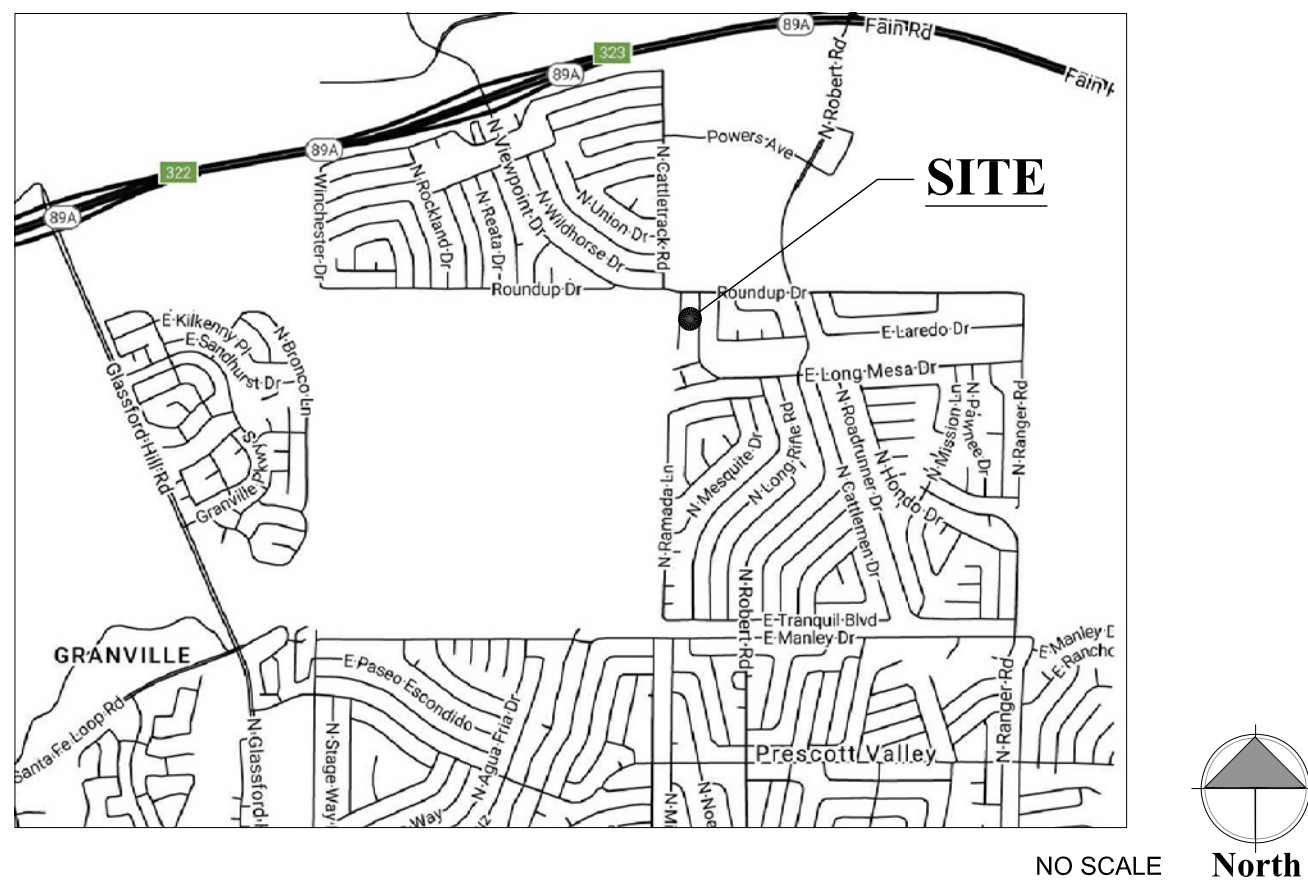 89A
Fain Rd
323
89A
Fain R
N Robert Rd
89A
Powers Ave
322
SITE
89A
Winchester Dr
N Rockland Dr
N Reata Dr
N Viewpoint Dr
N Wildhorse Dr
N Union Dr
N Cattletrack Rd
Roundup Dr
Roundup Dr
E Kilkenny Pl
E Sandhurst Dr
N Bronco Ln
Glassford Hill Rd
Granville Pkwy S
E Laredo Dr
E Long Mesa Dr
N Ramada Ln
N Mesquite Dr
N Long Rifle Rd
N Roadrunner Dr
N Cattlemen Dr
N Hondo Dr
N Mission Ln
N Pawnee Dr
N Ranger Rd
N Robert Rd
E Tranquil Blvd
E Manley Dr
E Manley D
E Rancho
GRANVILLE
E Paseo Escondido
Santa Fe Loop Rd
N Glassford H
N Stage Way
N Agua Fria Dr
Way
N Ranger Rd
Prescott Valley
N Mi
N Noe
NO SCALE
North